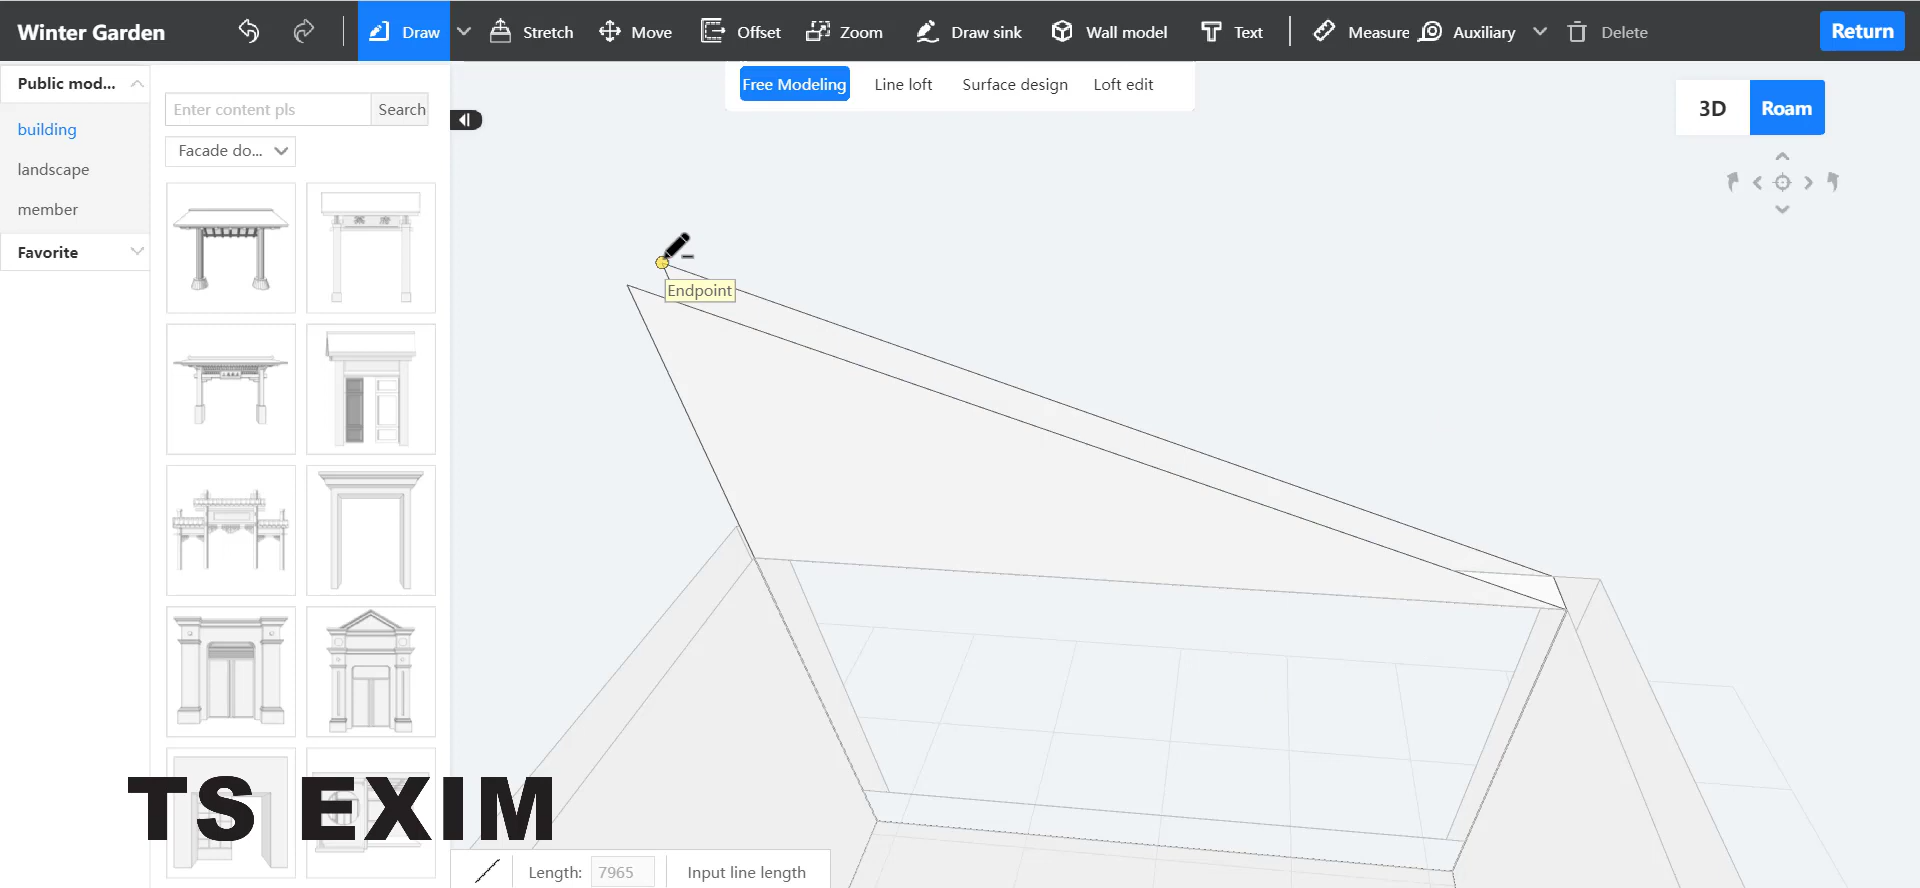 Winter Garden
Draw
Stretch
Move
Offset
Zoom
Draw sink
Wall model
Text
Measure
Auxiliary
Delete
Return
Free Modeling
Line loft
Surface design
Loft edit
Public mod...
building
landscape
member
Favorite
Enter content pls
Search
Facade do...
3D
Roam
Endpoint
TS EXIM
Length: 7965
Input line length